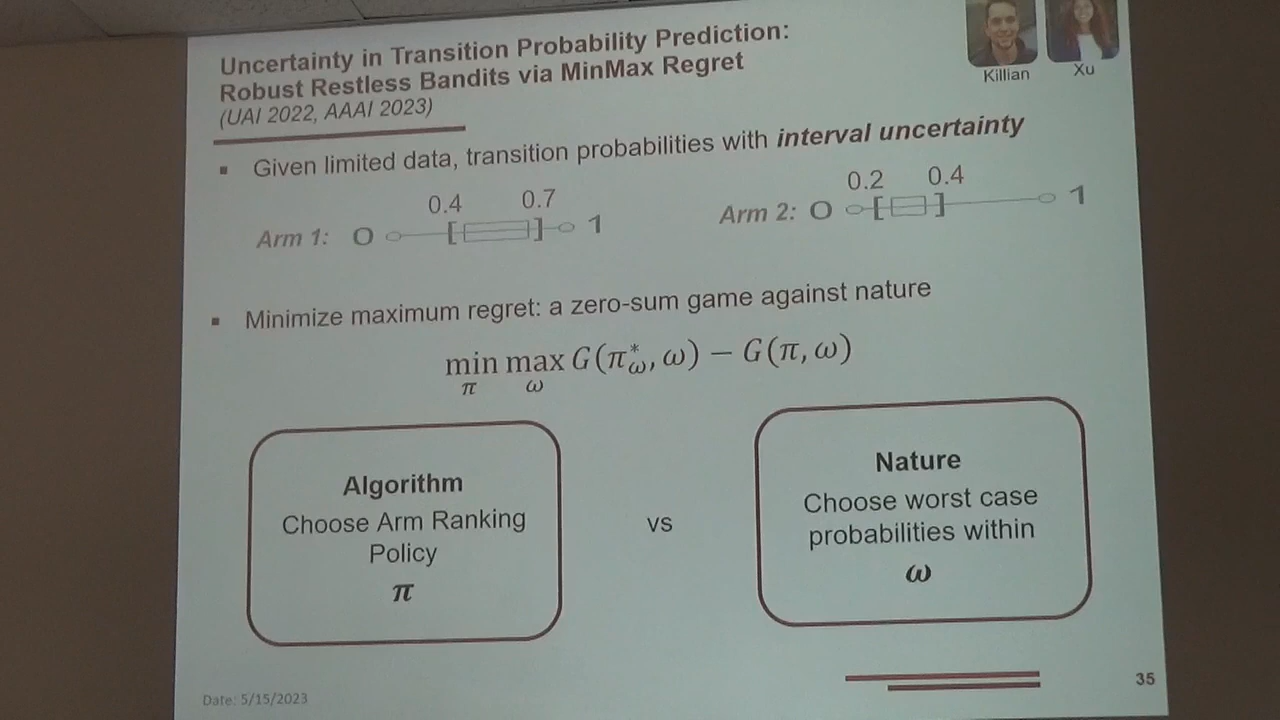 Uncertainty in Transition Probability Prediction:
Robust Restless Bandits via MinMax Regret
(UAI 2022, AAAI 2023)
Killian
Xu
▪ Given limited data, transition probabilities with interval uncertainty
0.4 0.7
Arm 1: 0 [ ] 1
0.2 0.4
Arm 2: 0 [ ] 1
▪ Minimize maximum regret: a zero-sum game against nature
min max G(π*ω, ω) − G(π, ω)
π ω
Algorithm
Choose Arm Ranking
Policy
π
vs
Nature
Choose worst case
probabilities within
ω
Date: 5/15/2023
35